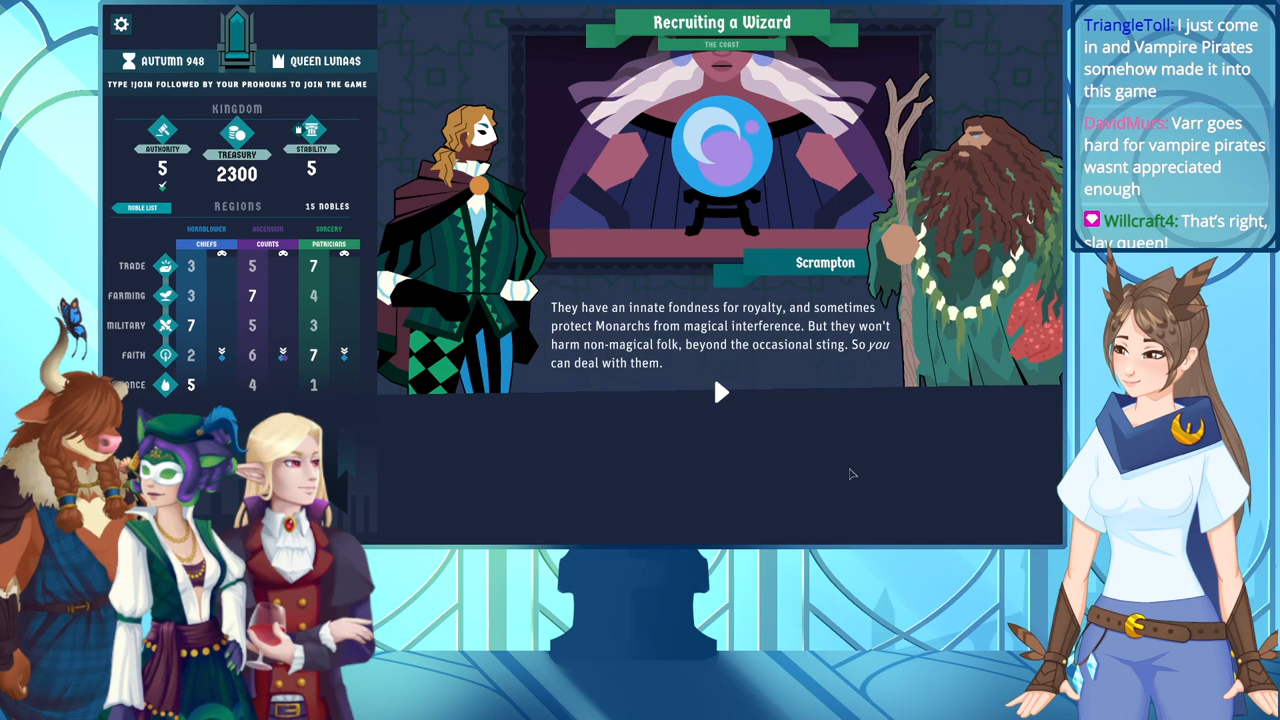 AUTUMN 948
QUEEN LUNA4S
TYPE !JOIN FOLLOWED BY YOUR PRONOUNS TO JOIN THE GAME
KINGDOM
AUTHORITY
TREASURY
STABILITY
5
2300
5
NOBLE LIST
REGIONS
15 NOBLES
HORNBLOWER
ASCENSION
SORCERY
CHIEFS
COUNTS
PATRICIANS
TRADE 3 5 7
FARMING 3 7 4
MILITARY 7 5 3
FAITH 2 6 7
5 4 1
Recruiting a Wizard
THE COAST
Scrampton
They have an innate fondness for royalty, and sometimes
protect Monarchs from magical interference. But they won't
harm non-magical folk, beyond the occasional sting. So you
can deal with them.
TriangleToll: I just come
in and Vampire Pirates
somehow made it into
this game
DavidMurs: Varr goes
hard for vampire pirates
wasnt appreciated
enough
Willcraft4: That's right,
slay queen!